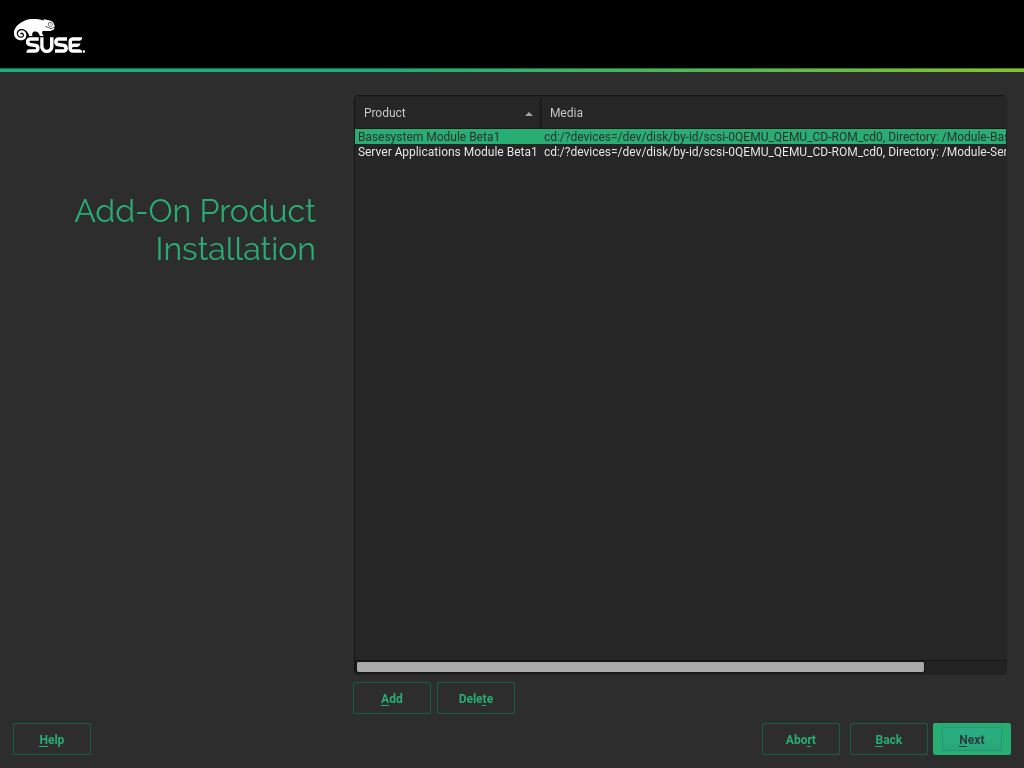 SUSE.
Product Media
Basesystem Module Beta1 cd:/?devices=/dev/disk/by-id/scsi-0QEMU_QEMU_CD-ROM_cd0, Directory: /Module-Bas
Server Applications Module Beta1 cd:/?devices=/dev/disk/by-id/scsi-0QEMU_QEMU_CD-ROM_cd0, Directory: /Module-Ser
Add-On Product
Installation
Add Delete
Help Abort Back Next